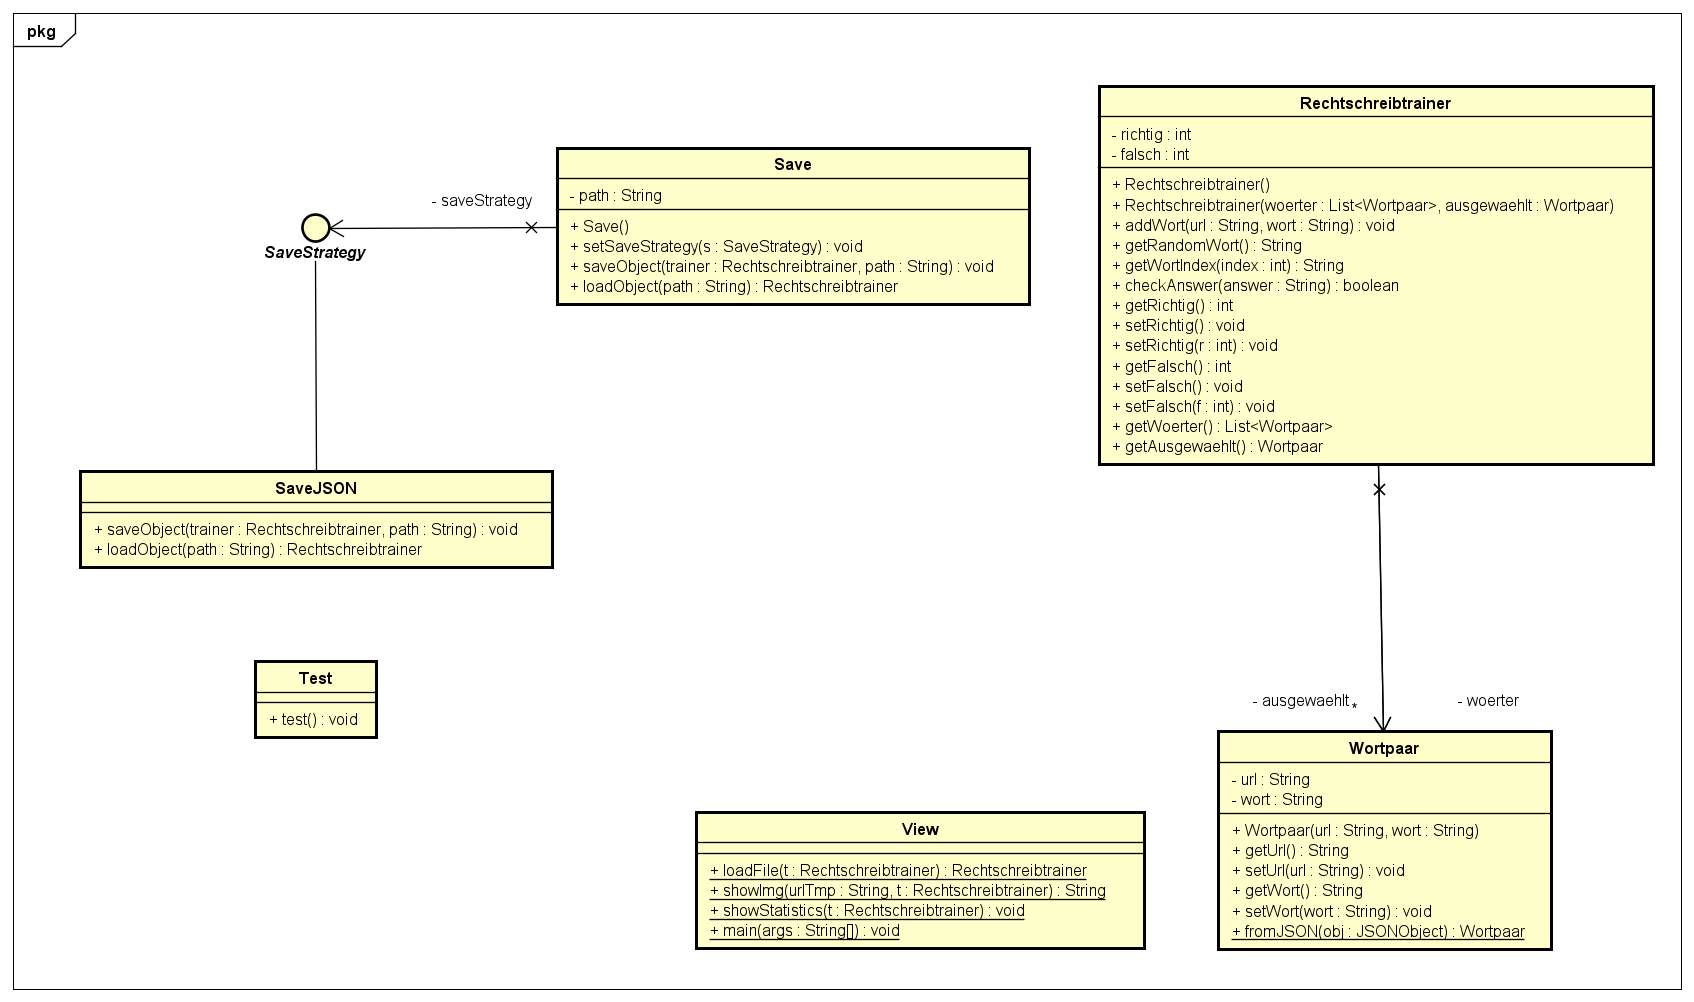 pkg
Rechtschreibtrainer
- richtig : int
- falsch : int
+ Rechtschreibtrainer()
+ Rechtschreibtrainer(woerter : List<Wortpaar>, ausgewaehlt : Wortpaar)
+ addWort(url : String, wort : String) : void
+ getRandomWort() : String
+ getWortIndex(index : int) : String
+ checkAnswer(answer : String) : boolean
+ getRichtig() : int
+ setRichtig() : void
+ setRichtig(r : int) : void
+ getFalsch() : int
+ setFalsch() : void
+ setFalsch(f : int) : void
+ getWoerter() : List<Wortpaar>
+ getAusgewaehlt() : Wortpaar
Save
- path : String
+ Save()
+ setSaveStrategy(s : SaveStrategy) : void
+ saveObject(trainer : Rechtschreibtrainer, path : String) : void
+ loadObject(path : String) : Rechtschreibtrainer
- saveStrategy
SaveStrategy
SaveJSON
+ saveObject(trainer : Rechtschreibtrainer, path : String) : void
+ loadObject(path : String) : Rechtschreibtrainer
Test
+ test() : void
- ausgewaehlt
*
- woerter
Wortpaar
- url : String
- wort : String
+ Wortpaar(url : String, wort : String)
+ getUrl() : String
+ setUrl(url : String) : void
+ getWort() : String
+ setWort(wort : String) : void
+ fromJSON(obj : JSONObject) : Wortpaar
View
+ loadFile(t : Rechtschreibtrainer) : Rechtschreibtrainer
+ showImg(urlTmp : String, t : Rechtschreibtrainer) : String
+ showStatistics(t : Rechtschreibtrainer) : void
+ main(args : String[]) : void